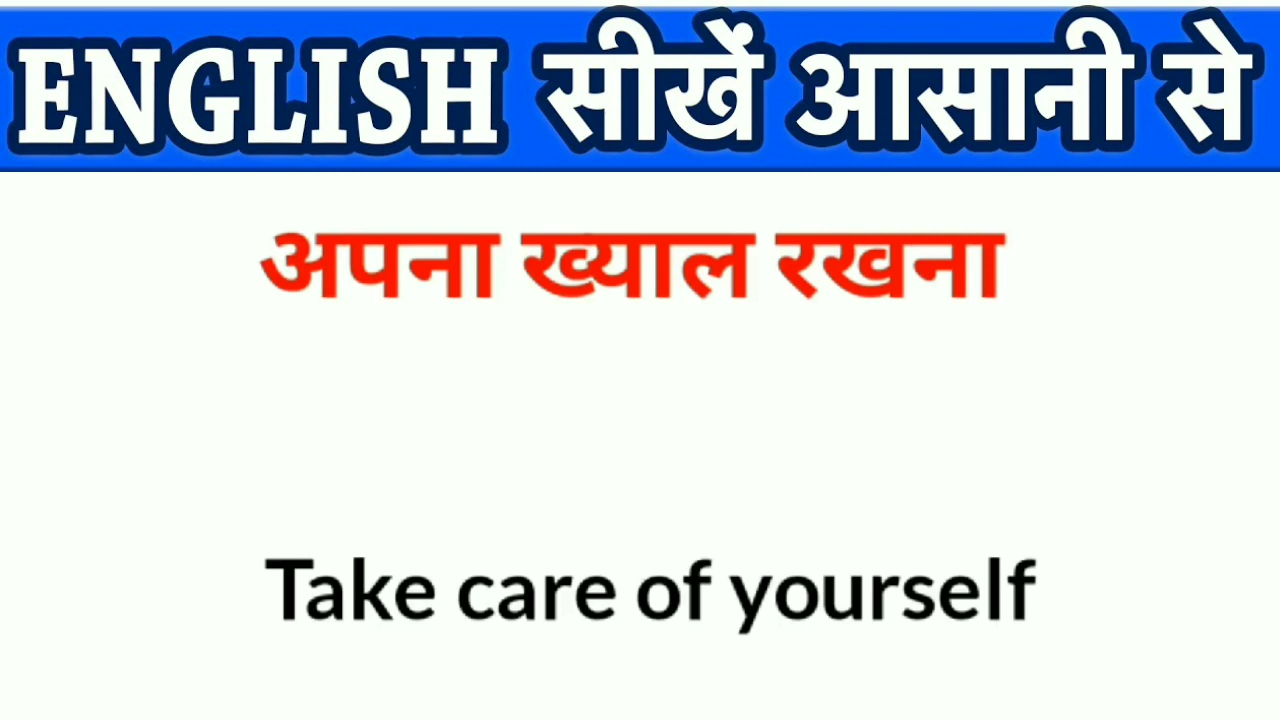 ENGLISH सीखें आसानी से
अपना ख्याल रखना
Take care of yourself